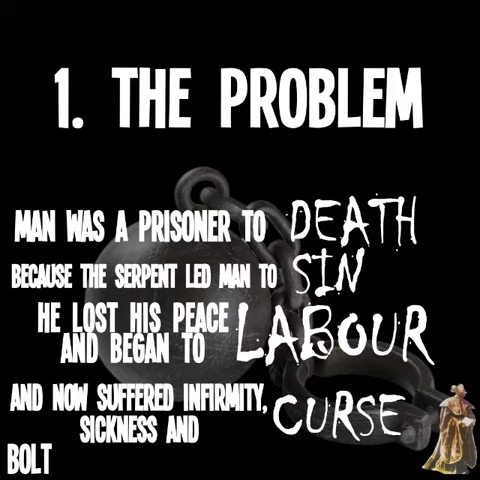 1. THE PROBLEM
MAN WAS A PRISONER TO DEATH
BECAUSE THE SERPENT LED MAN TO SIN
HE LOST HIS PEACE
AND BEGAN TO LABOUR
AND NOW SUFFERED INFIRMITY,
SICKNESS AND CURSE
BOLT